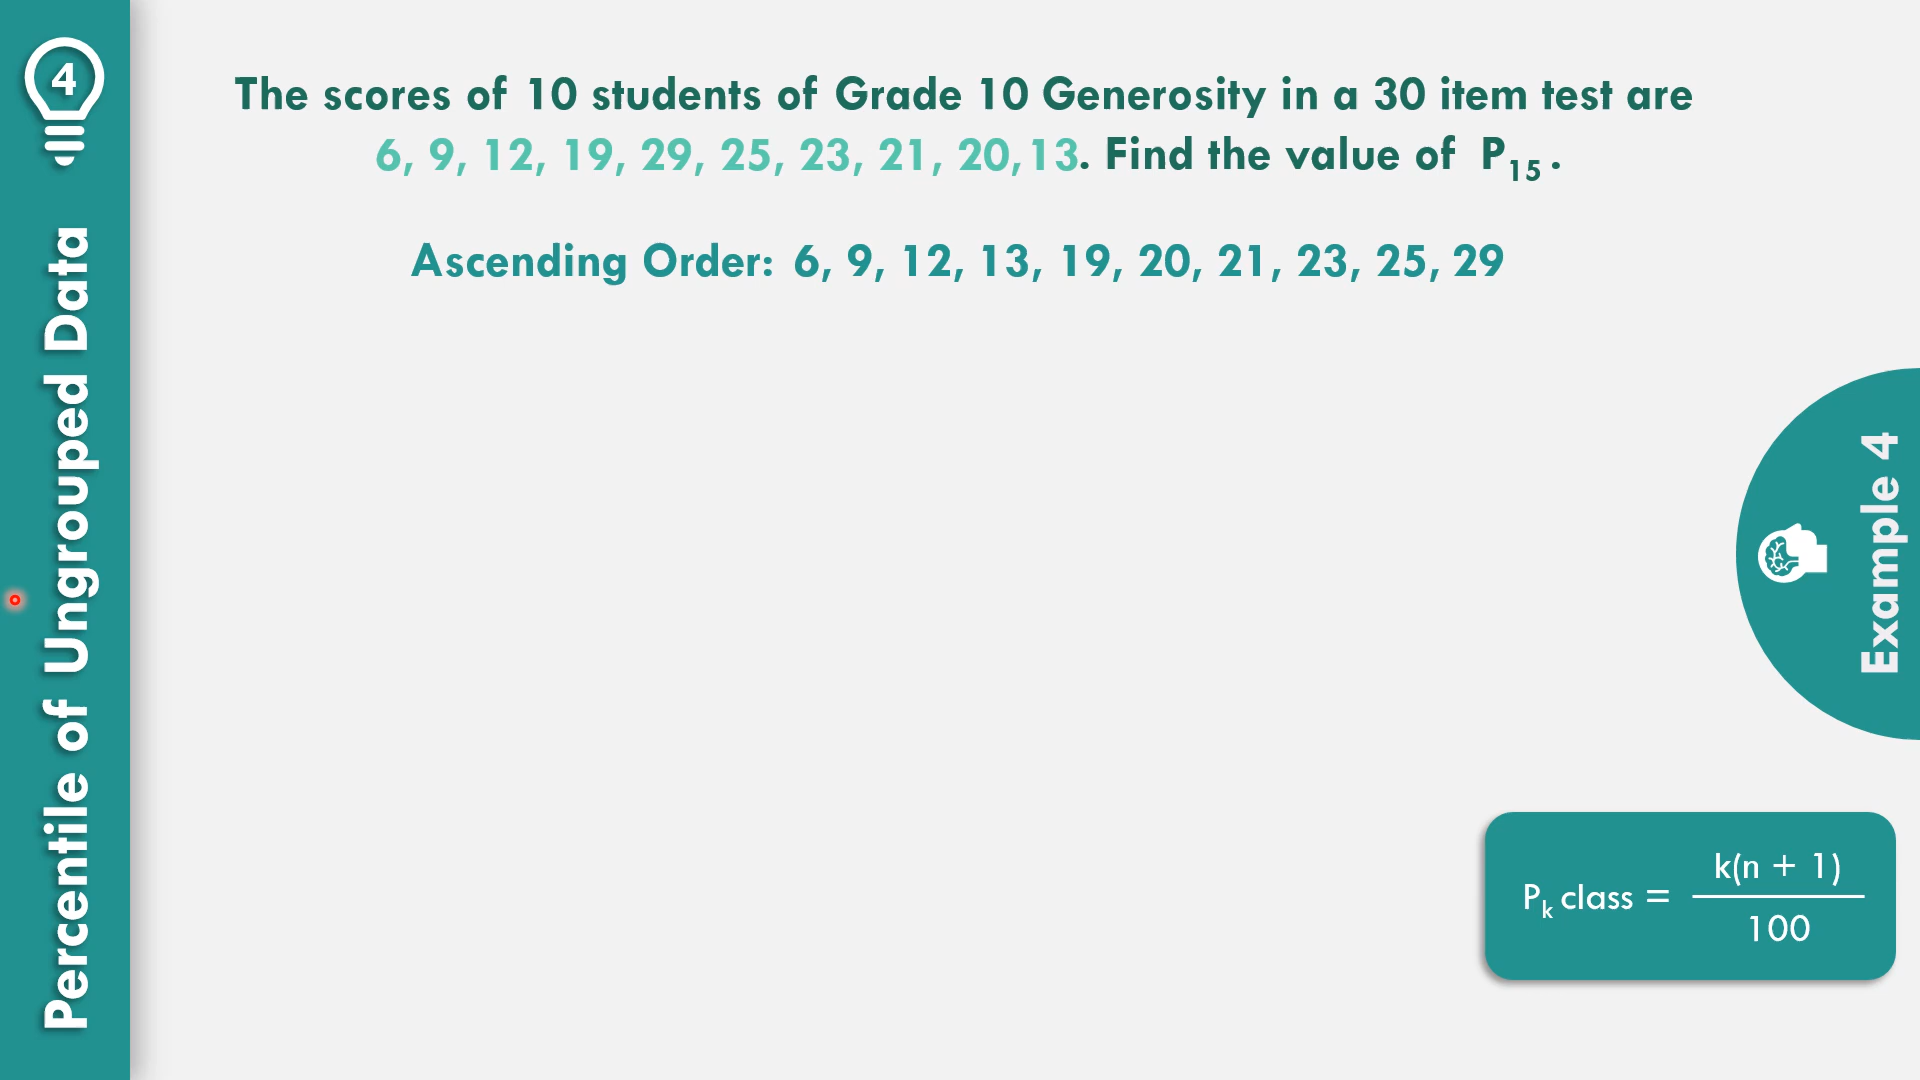 4
Percentile of Ungrouped Data
The scores of 10 students of Grade 10 Generosity in a 30 item test are
6, 9, 12, 19, 29, 25, 23, 21, 20,13. Find the value of P₁₅ .
Ascending Order: 6, 9, 12, 13, 19, 20, 21, 23, 25, 29
Example 4
k(n + 1)
Pₖ class =
100